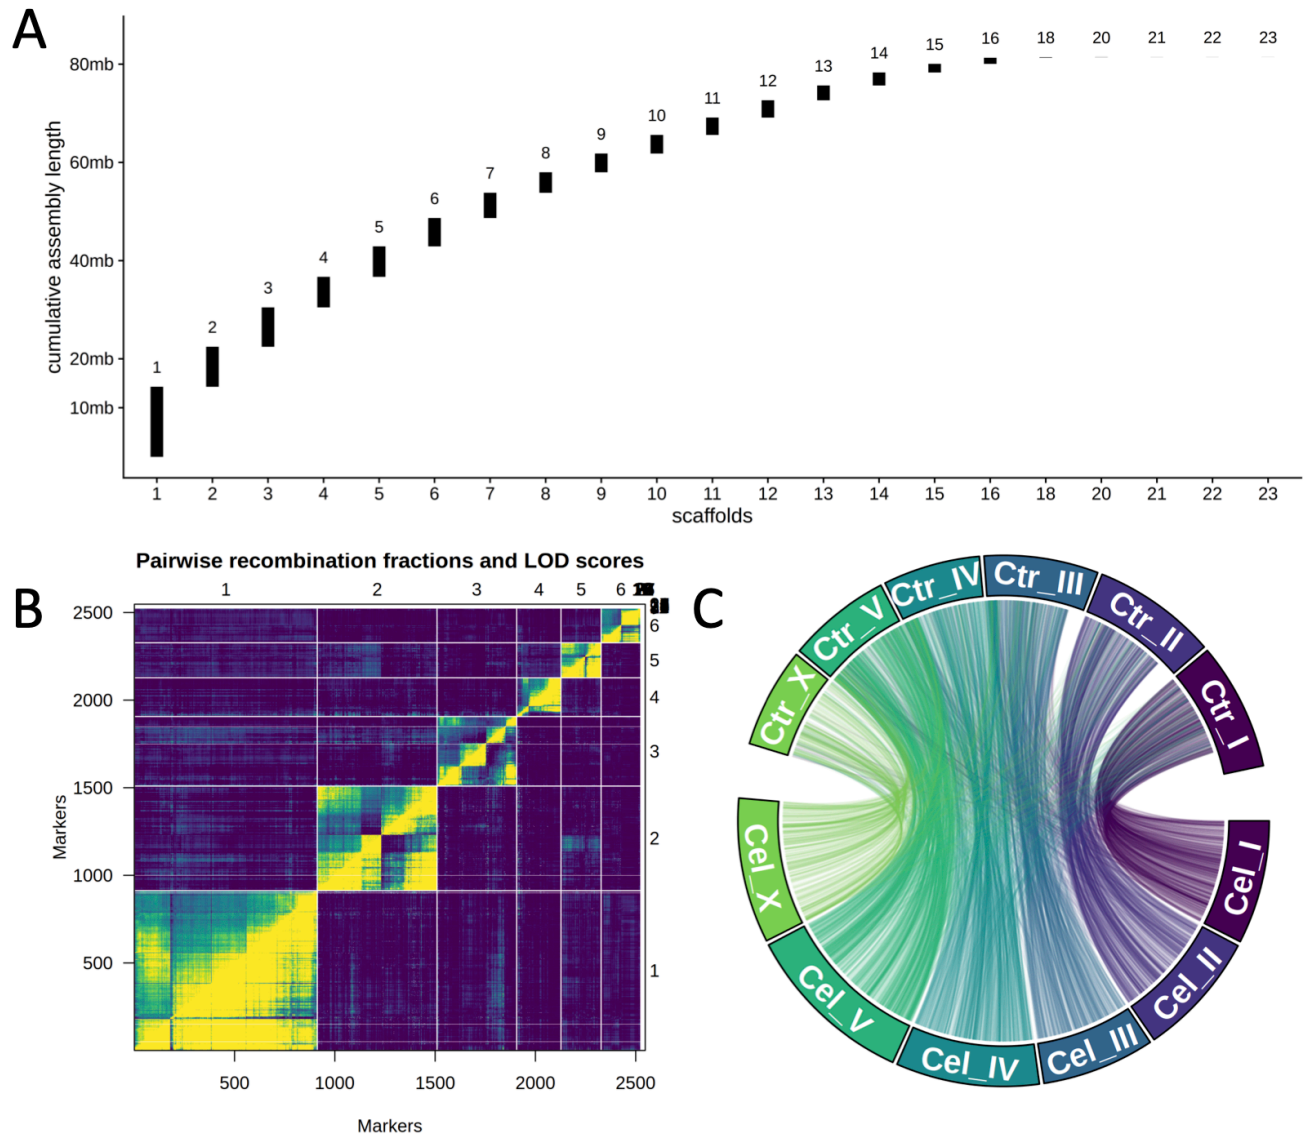 A
cumulative assembly length
80mb
60mb
40mb
20mb
10mb
1
2
3
4
5
6
7
8
9
10
11
12
13
14
15
16
18
20
21
22
23
1 2 3 4 5 6 7 8 9 10 11 12 13 14 15 16 18 20 21 22 23
scaffolds
B
Pairwise recombination fractions and LOD scores
1 2 3 4 5 6
2500
2000
1500
1000
500
Markers
6
5
4
3
2
1
500 1000 1500 2000 2500
Markers
C
Ctr_X
Ctr_V
Ctr_IV
Ctr_III
Ctr_II
Ctr_I
Cel_I
Cel_II
Cel_III
Cel_IV
Cel_V
Cel_X